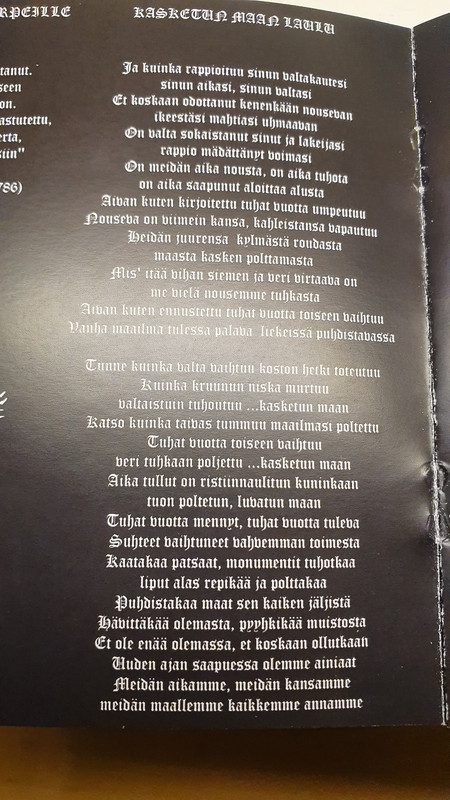 RPEILLE
tanut.
seen
on.
astutettu,
erta,
siin"
786)
KASKETUN MAAN LAULU
Ja kuinka rappioituu sinun valtakautesi
sinun aikasi, sinun valtasi
Et koskaan odottanut kenenkään nousevan
ikeestäsi mahtiasi uhmaavan
On valta sokaistanut sinut ja lakeijasi
rappio mädättänyt voimasi
On meidän aika nousta, on aika tuhota
on aika saapunut aloittaa alusta
Aivan kuten kirjoitettu tuhat vuotta umpeutuu
Nouseva on viimein kansa, kahleistansa vapautuu
Heidän juurensa kylmästä roudasta
maasta kasken polttamasta
Mis' itää vihan siemen ja veri virtaava on
me vielä nousemme tuhkasta
Aivan kuten ennustettu tuhat vuotta toiseen vaihtuu
Vanha maailma tulessa palava liekeissä puhdistavassa
Tunne kuinka valta vaihtuu koston hetki toteutuu
Kuinka kruunun niska murtuu
valtaistuin tuhoutuu ...kasketun maan
Katso kuinka taivas tummuu maailmasi poltettu
Tuhat vuotta toiseen vaihtuu
veri tuhkaan poljettu ...kasketun maan
Aika tullut on ristiinnaulitun kuninkaan
tuon poltetun, luvatun maan
Tuhat vuotta mennyt, tuhat vuotta tuleva
Suhteet vaihtuneet vahvemman toimesta
Kaatakaa patsaat, monumentit tuhotkaa
liput alas repikää ja polttakaa
Puhdistakaa maat sen kaiken jäljistä
Hävittäkää olemasta, pyyhkikää muistosta
Et ole enää olemassa, et koskaan ollutkaan
Uuden ajan saapuessa olemme ainiaat
Meidän aikamme, meidän kansamme
meidän maallemme kaikkemme annamme